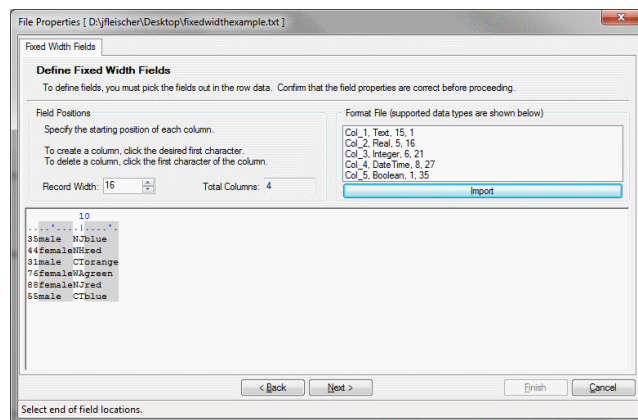 File Properties [ D:\jfleischer\Desktop\fixedwidthexample.txt ]
Fixed Width Fields
Define Fixed Width Fields
To define fields, you must pick the fields out in the row data. Confirm that the field properties are correct before proceeding.
Field Positions
Specify the starting position of each column.
To create a column, click the desired first character.
To delete a column, click the first character of the column.
Record Width: 16
Total Columns: 4
Format File (supported data types are shown below)
Col_1, Text, 15, 1
Col_2, Real, 5, 16
Col_3, Integer, 6, 21
Col_4, DateTime, 8, 27
Col_5, Boolean, 1, 35
Import
10
....'....|....'.
35male  NJblue
44femaleNHred
31male  CTorange
76femaleWAgreen
88femaleNJred
55male  CTblue
< Back
Next >
Finish
Cancel
Select end of field locations.